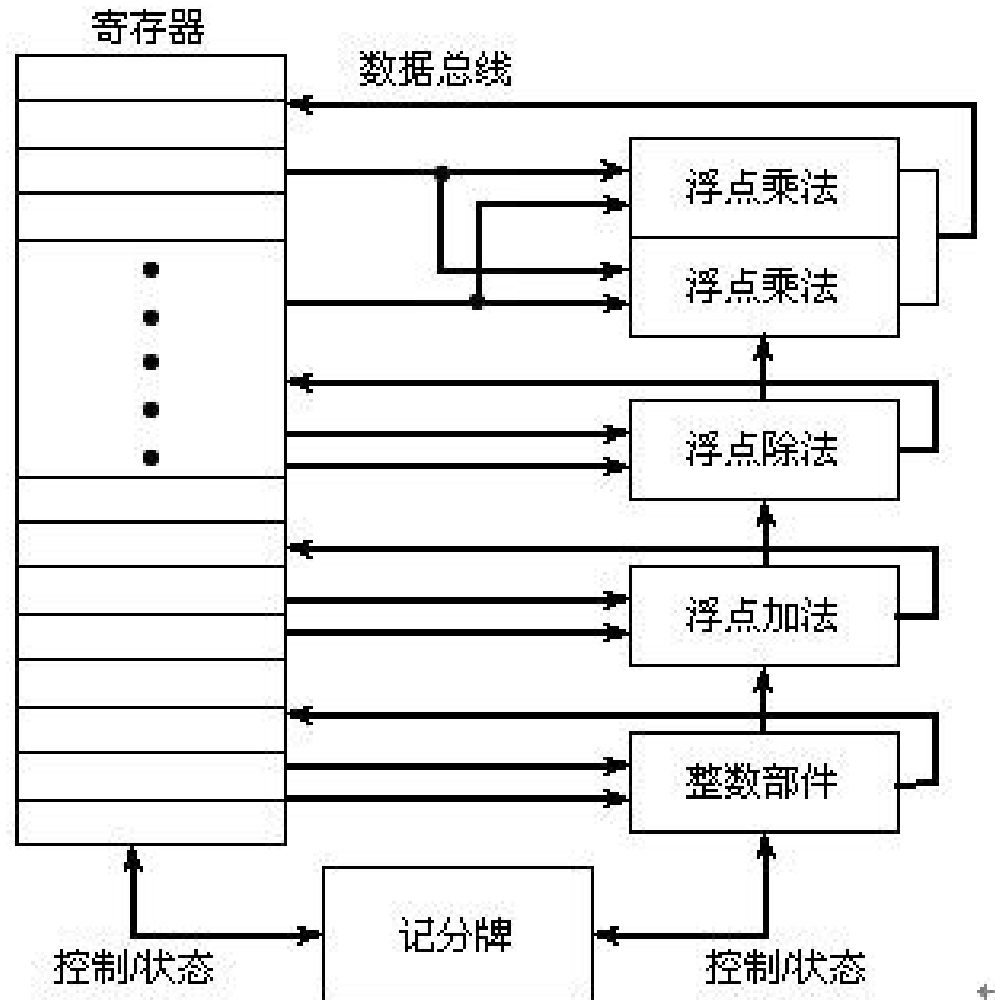 寄存器
数据总线
浮点乘法
浮点乘法
浮点除法
浮点加法
整数部件
记分牌
控制/状态
控制/状态